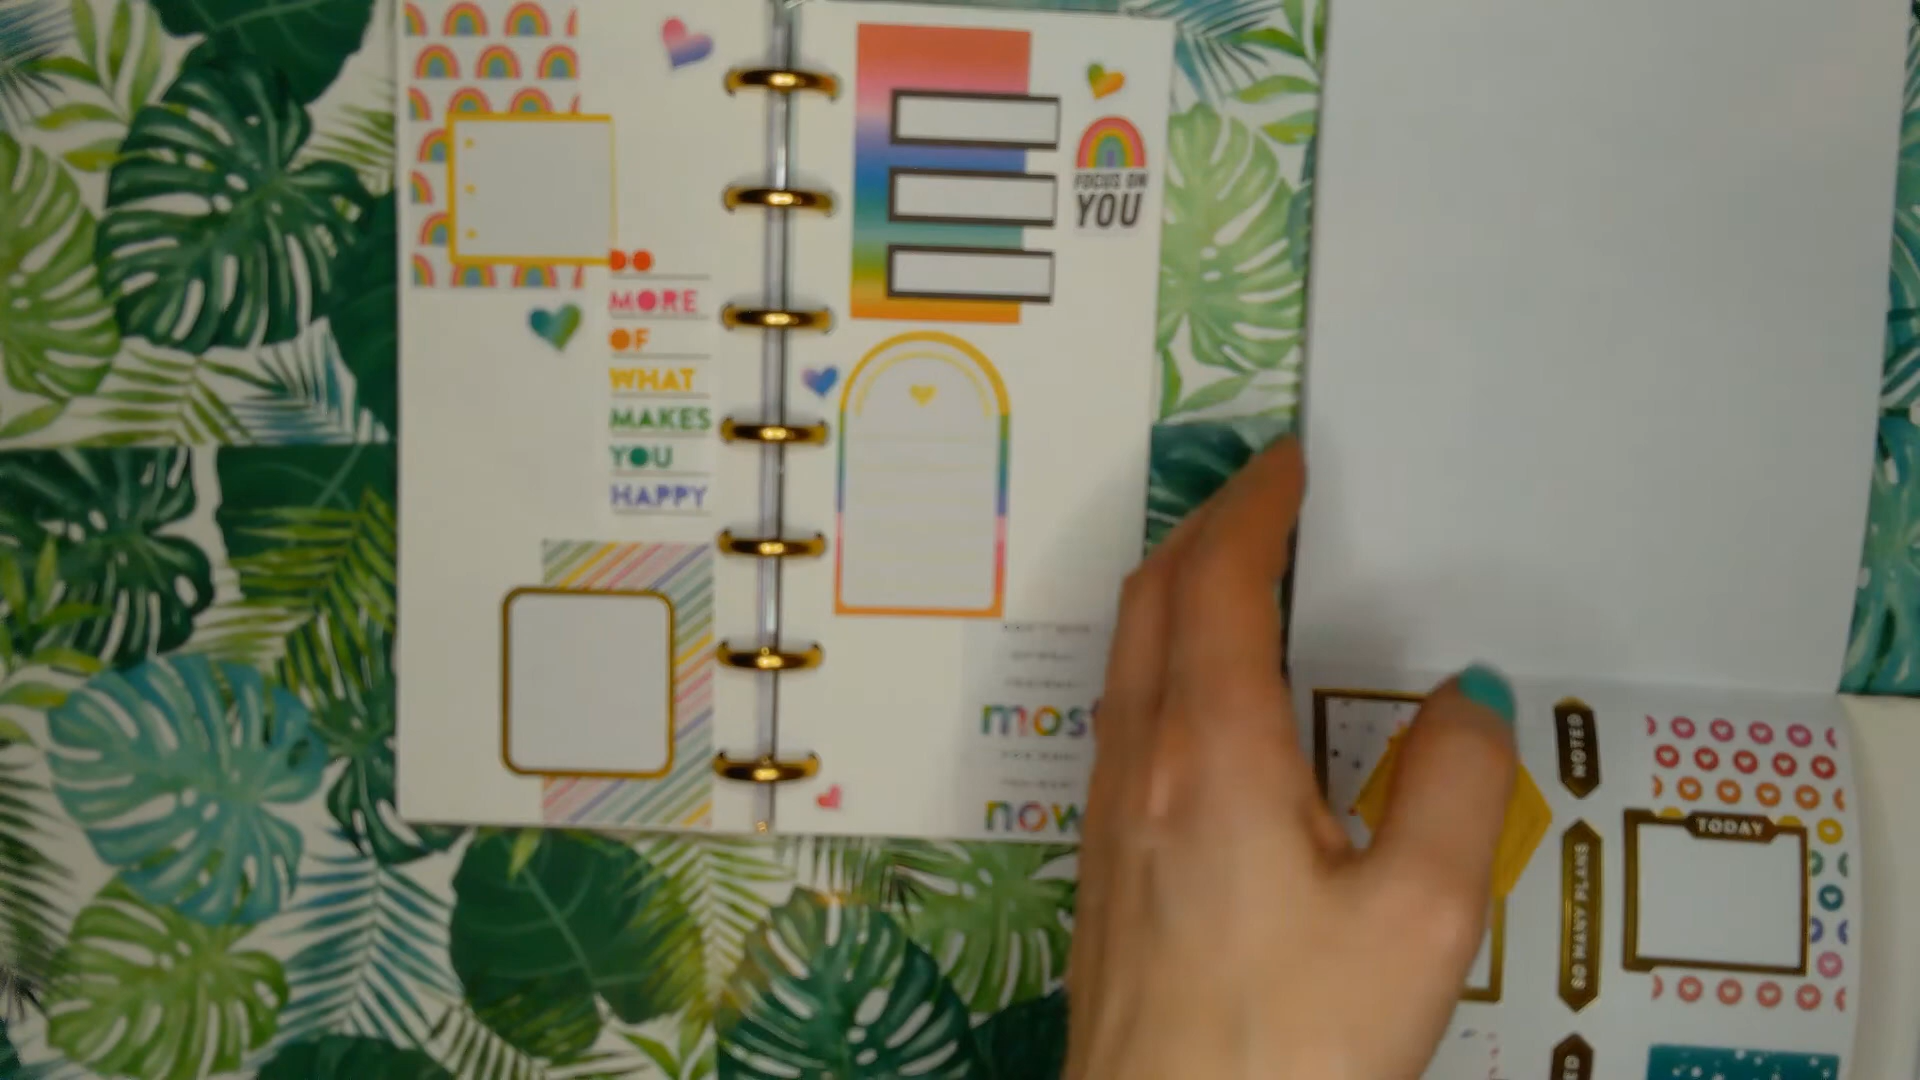 DO
MORE
OF
WHAT
MAKES
YOU
HAPPY
FOCUS ON
YOU
most
now
NOTED
SO MANY PLANS
TODAY